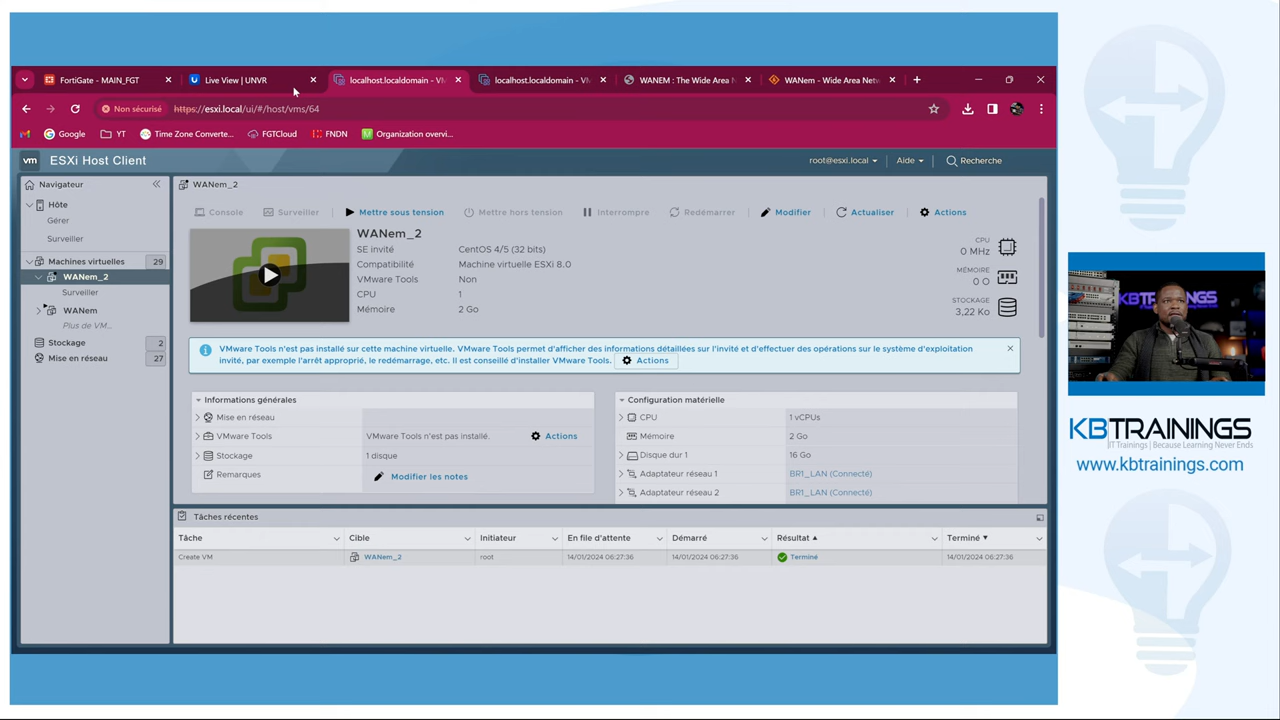 FortiGate - MAIN_FGT
Live View | UNVR
localhost.localdomain - VM
localhost.localdomain - VM
WANEM : The Wide Area N
WANem - Wide Area Netw
Non sécurisé
https://esxi.local/ui/#/host/vms/64
Google
YT
Time Zone Converte...
FGTCloud
FNDN
Organization overvi...
vm
ESXi Host Client
root@esxi.local
Aide
Recherche
Navigateur
Hôte
Gérer
Surveiller
Machines virtuelles 29
WANem_2
Surveiller
WANem
Plus de VM...
Stockage 2
Mise en réseau 27
WANem_2
Console
Surveiller
Mettre sous tension
Mettre hors tension
Interrompre
Redémarrer
Modifier
Actualiser
Actions
WANem_2
SE invité CentOS 4/5 (32 bits)
Compatibilité Machine virtuelle ESXi 8.0
VMware Tools Non
CPU 1
Mémoire 2 Go
CPU
0 MHz
MÉMOIRE
0 O
STOCKAGE
3,22 Ko
VMware Tools n'est pas installé sur cette machine virtuelle. VMware Tools permet d'afficher des informations détaillées sur l'invité et d'effectuer des opérations sur le système d'exploitation
invité, par exemple l'arrêt approprié, le redémarrage, etc. Il est conseillé d'installer VMware Tools. Actions
Informations générales
Mise en réseau
VMware Tools VMware Tools n'est pas installé. Actions
Stockage 1 disque
Remarques Modifier les notes
Configuration matérielle
CPU 1 vCPUs
Mémoire 2 Go
Disque dur 1 16 Go
Adaptateur réseau 1 BR1_LAN (Connecté)
Adaptateur réseau 2 BR1_LAN (Connecté)
Tâches récentes
Tâche Cible Initiateur En file d'attente Démarré Résultat Terminé
Create VM WANem_2 root 14/01/2024 06:27:36 14/01/2024 06:27:36 Terminé 14/01/2024 06:27:36
KBTRAININGS
KBTRAININGS
IT Trainings | Because Learning Never Ends
www.kbtrainings.com